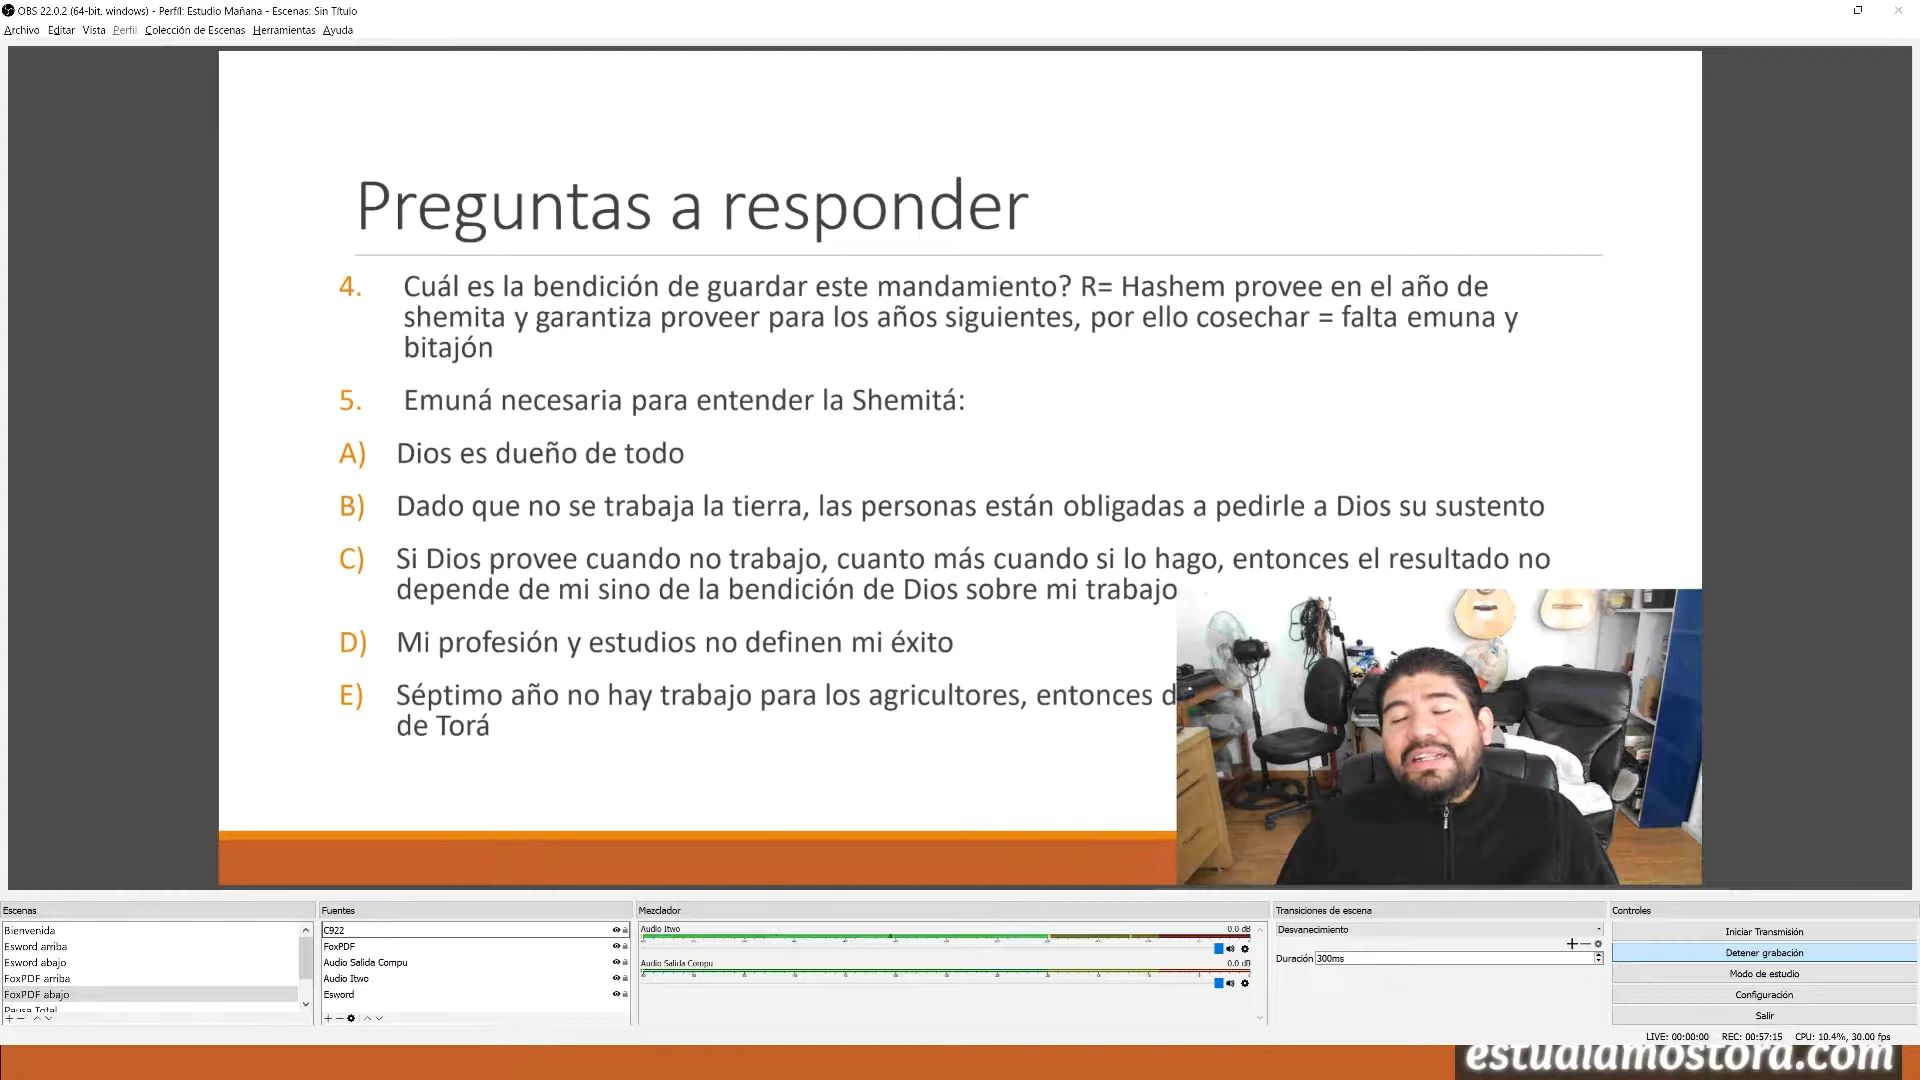 OBS 22.0.2 (64-bit, windows) - Perfil: Estudio Mañana - Escenas: Sin Título
Archivo Editar Vista Perfil Colección de Escenas Herramientas Ayuda
Preguntas a responder
4. Cuál es la bendición de guardar este mandamiento? R= Hashem provee en el año de
shemita y garantiza proveer para los años siguientes, por ello cosechar = falta emuna y
bitajón
5. Emuná necesaria para entender la Shemitá:
A) Dios es dueño de todo
B) Dado que no se trabaja la tierra, las personas están obligadas a pedirle a Dios su sustento
C) Si Dios provee cuando no trabajo, cuanto más cuando si lo hago, entonces el resultado no
depende de mi sino de la bendición de Dios sobre mi trabajo
D) Mi profesión y estudios no definen mi éxito
E) Séptimo año no hay trabajo para los agricultores, entonces d
de Torá
Escenas
Bienvenida
Esword arriba
Esword abajo
FoxPDF arriba
FoxPDF abajo
Pausa Total
Fuentes
C922
FoxPDF
Audio Salida Compu
Audio Itwo
Esword
Mezclador
Audio Itwo 0.0 dB
Audio Salida Compu 0.0 dB
Transiciones de escena
Desvanecimiento
Duración 300ms
Controles
Iniciar Transmisión
Detener grabación
Modo de estudio
Configuración
Salir
LIVE: 00:00:00 REC: 00:57:15 CPU: 10.4%, 30.00 fps
estudiamostora.com